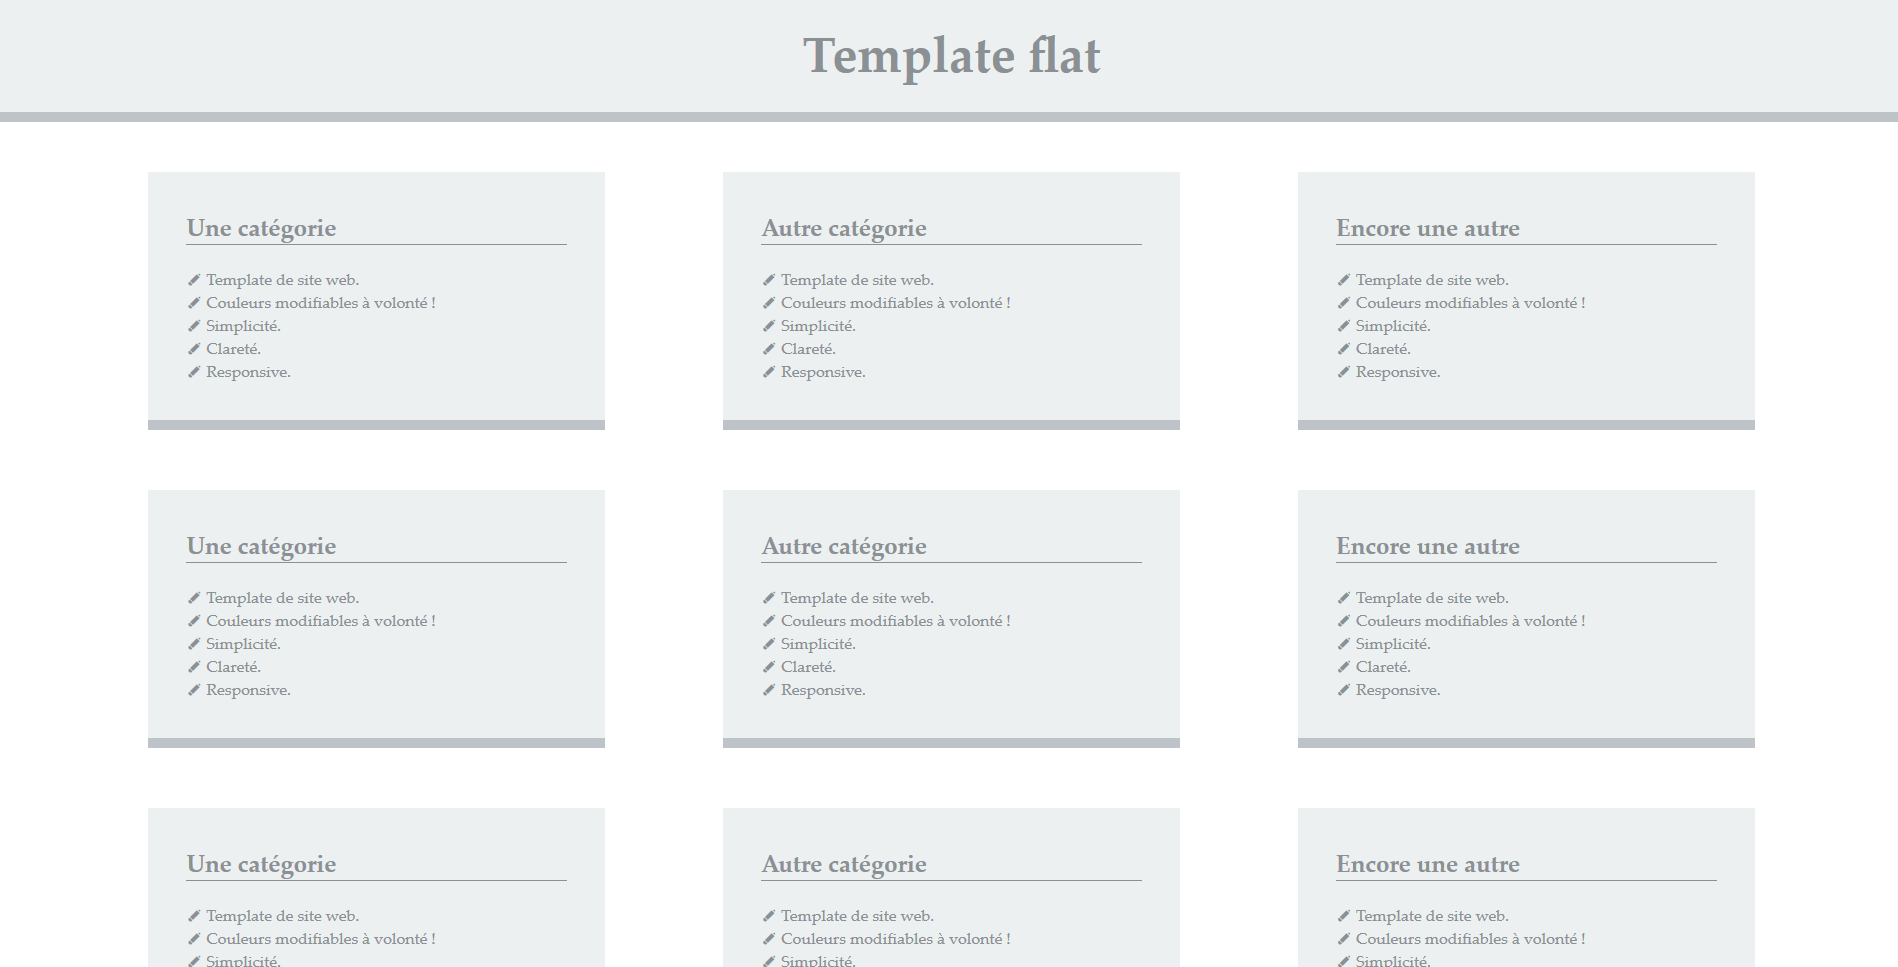 Template flat
Une catégorie
Template de site web.
Couleurs modifiables à volonté !
Simplicité.
Clareté.
Responsive.
Autre catégorie
Template de site web.
Couleurs modifiables à volonté !
Simplicité.
Clareté.
Responsive.
Encore une autre
Template de site web.
Couleurs modifiables à volonté !
Simplicité.
Clareté.
Responsive.
Une catégorie
Template de site web.
Couleurs modifiables à volonté !
Simplicité.
Clareté.
Responsive.
Autre catégorie
Template de site web.
Couleurs modifiables à volonté !
Simplicité.
Clareté.
Responsive.
Encore une autre
Template de site web.
Couleurs modifiables à volonté !
Simplicité.
Clareté.
Responsive.
Une catégorie
Template de site web.
Couleurs modifiables à volonté !
Simplicité.
Autre catégorie
Template de site web.
Couleurs modifiables à volonté !
Simplicité.
Encore une autre
Template de site web.
Couleurs modifiables à volonté !
Simplicité.